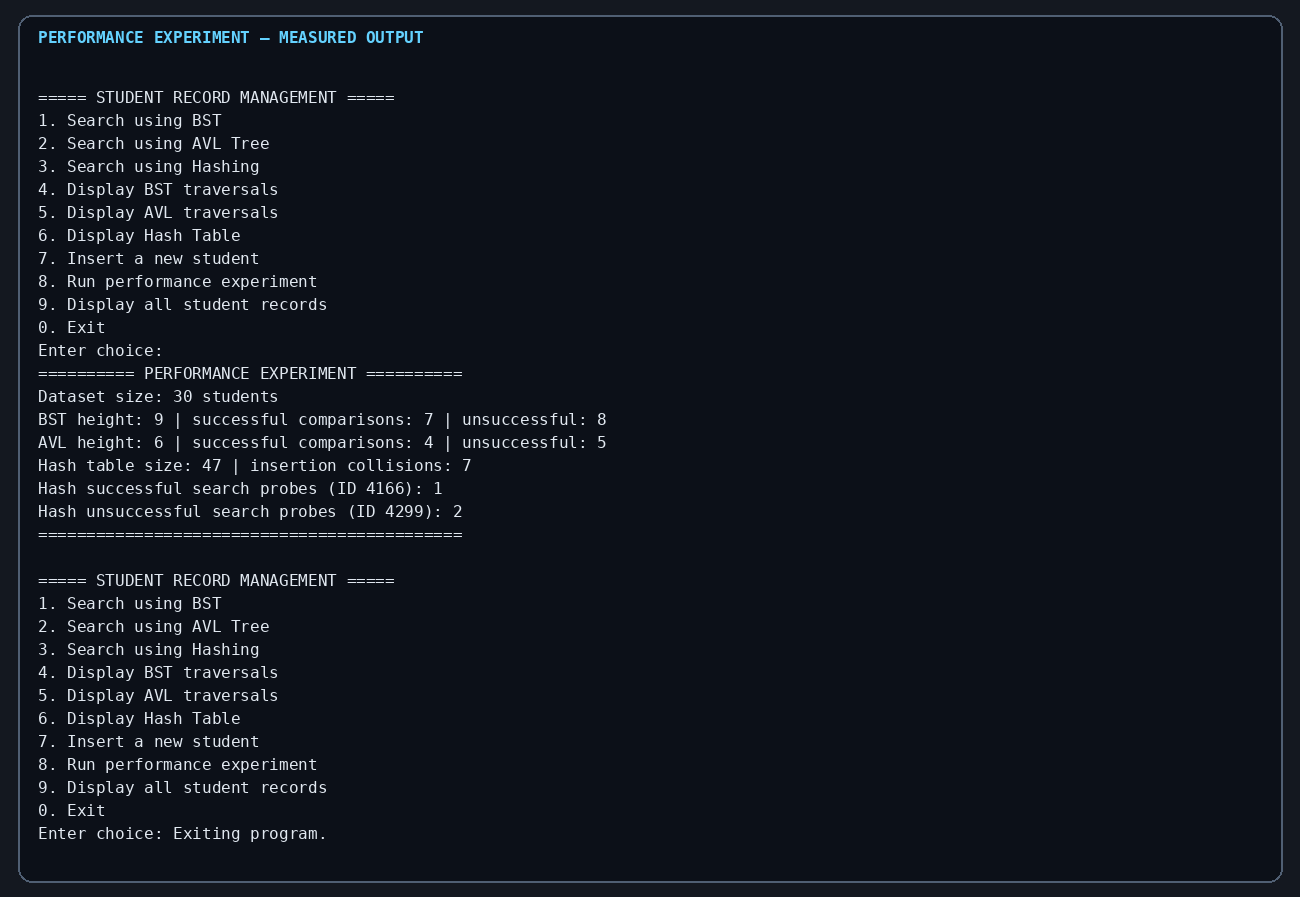 PERFORMANCE EXPERIMENT — MEASURED OUTPUT
===== STUDENT RECORD MANAGEMENT =====
1. Search using BST
2. Search using AVL Tree
3. Search using Hashing
4. Display BST traversals
5. Display AVL traversals
6. Display Hash Table
7. Insert a new student
8. Run performance experiment
9. Display all student records
0. Exit
Enter choice:
========== PERFORMANCE EXPERIMENT ==========
Dataset size: 30 students
BST height: 9 | successful comparisons: 7 | unsuccessful: 8
AVL height: 6 | successful comparisons: 4 | unsuccessful: 5
Hash table size: 47 | insertion collisions: 7
Hash successful search probes (ID 4166): 1
Hash unsuccessful search probes (ID 4299): 2
============================================
===== STUDENT RECORD MANAGEMENT =====
1. Search using BST
2. Search using AVL Tree
3. Search using Hashing
4. Display BST traversals
5. Display AVL traversals
6. Display Hash Table
7. Insert a new student
8. Run performance experiment
9. Display all student records
0. Exit
Enter choice: Exiting program.